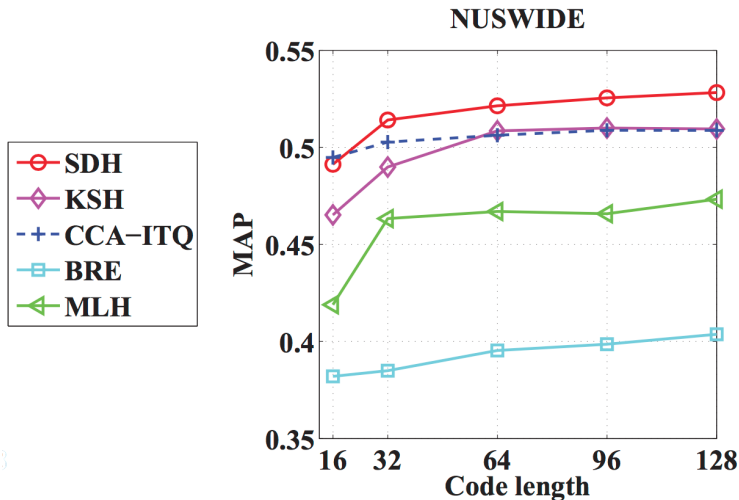 NUSWIDE
0.55
0.5
0.45
0.4
0.35
MAP
16 32 64 96 128
Code length
SDH
KSH
CCA−ITQ
BRE
MLH